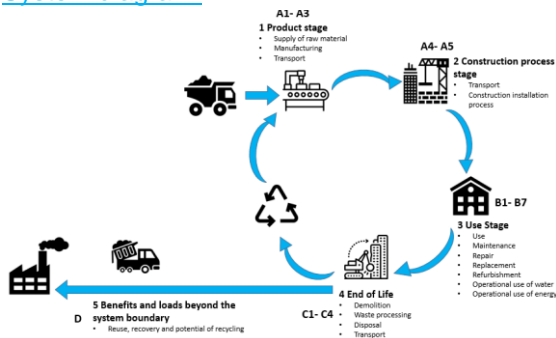 A1- A3
1 Product stage
• Supply of raw material
• Manufacturing
• Transport
A4- A5
2 Construction process
stage
• Transport
• Construction installation
process
B1- B7
3 Use Stage
• Use
• Maintenance
• Repair
• Replacement
• Refurbishment
• Operational use of water
• Operational use of energy
4 End of Life
C1- C4
• Demolition
• Waste processing
• Disposal
• Transport
5 Benefits and loads beyond the
D system boundary
• Reuse, recovery and potential of recycling